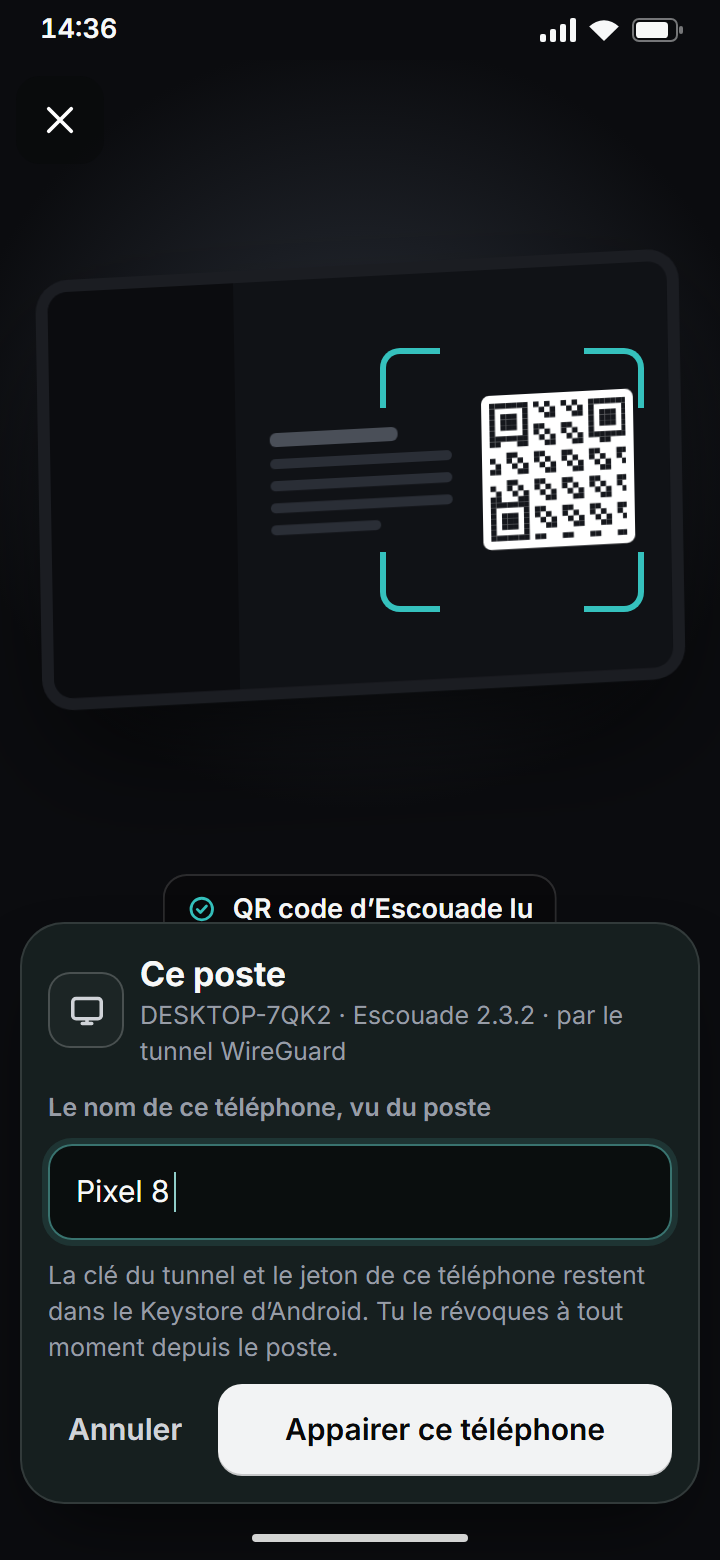 14:36
QR code d’Escouade lu
Ce poste
DESKTOP-7QK2 · Escouade 2.3.2 · par le
tunnel WireGuard
Le nom de ce téléphone, vu du poste
Pixel 8
La clé du tunnel et le jeton de ce téléphone restent
dans le Keystore d’Android. Tu le révoques à tout
moment depuis le poste.
Annuler
Appairer ce téléphone